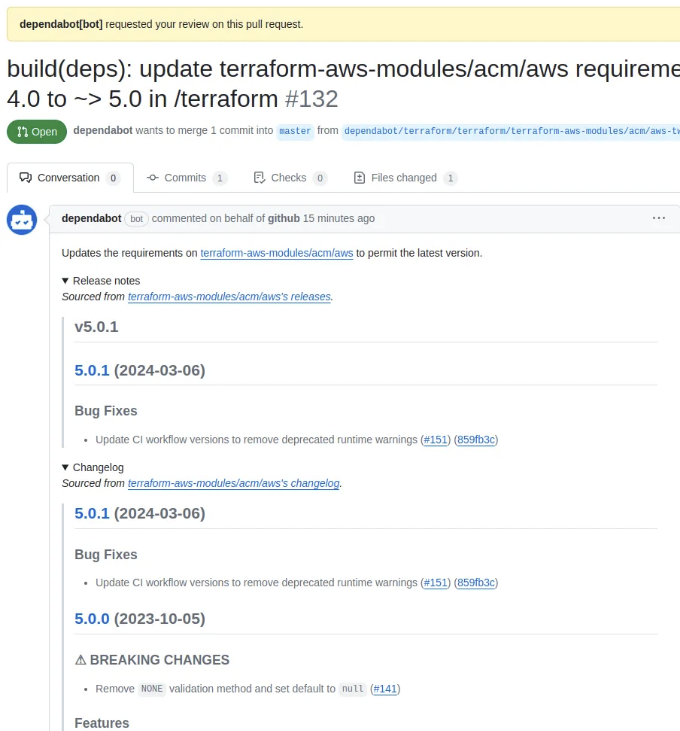 dependabot[bot] requested your review on this pull request.
build(deps): update terraform-aws-modules/acm/aws requireme
4.0 to ~> 5.0 in /terraform #132
Open dependabot wants to merge 1 commit into master from dependabot/terraform/terraform/terraform-aws-modules/acm/aws-tw
Conversation 0 Commits 1 Checks 0 Files changed 1
dependabot bot commented on behalf of github 15 minutes ago ...
Updates the requirements on terraform-aws-modules/acm/aws to permit the latest version.
▼ Release notes
Sourced from terraform-aws-modules/acm/aws's releases.
v5.0.1
5.0.1 (2024-03-06)
Bug Fixes
• Update CI workflow versions to remove deprecated runtime warnings (#151) (859fb3c)
▼ Changelog
Sourced from terraform-aws-modules/acm/aws's changelog.
5.0.1 (2024-03-06)
Bug Fixes
• Update CI workflow versions to remove deprecated runtime warnings (#151) (859fb3c)
5.0.0 (2023-10-05)
⚠ BREAKING CHANGES
• Remove NONE validation method and set default to null (#141)
Features